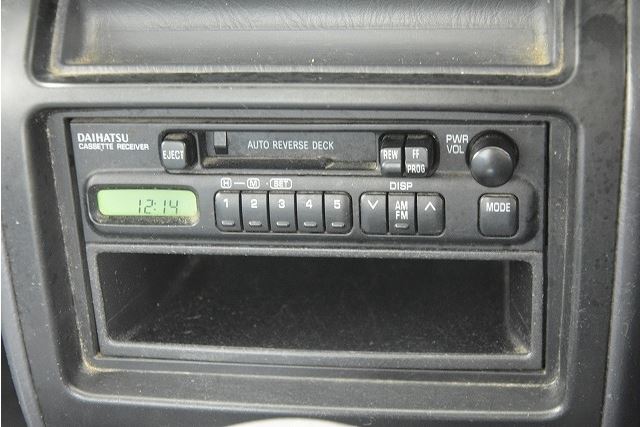 DAIHATSU
CASSETTE RECEIVER
EJECT
AUTO REVERSE DECK
REW
FF
PROG
PWR
VOL
H M SET
DISP
12:14
1 2 3 4 5
AM
FM
MODE